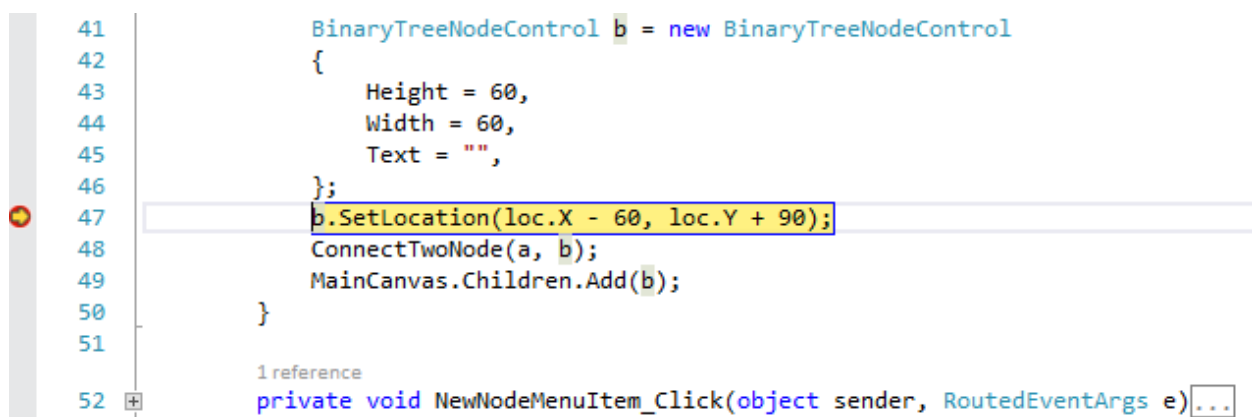 41 BinaryTreeNodeControl b = new BinaryTreeNodeControl
42 {
43 Height = 60,
44 Width = 60,
45 Text = "",
46 };
47 b.SetLocation(loc.X - 60, loc.Y + 90);
48 ConnectTwoNode(a, b);
49 MainCanvas.Children.Add(b);
50 }
51
1 reference
52 private void NewNodeMenuItem_Click(object sender, RoutedEventArgs e)...